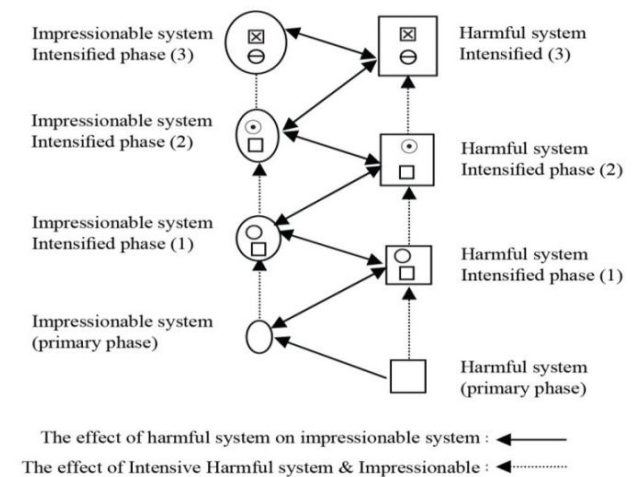 Impressionable system
Intensified phase (3)
Harmful system
Intensified (3)
Impressionable system
Intensified phase (2)
Harmful system
Intensified phase (2)
Impressionable system
Intensified phase (1)
Harmful system
Intensified phase (1)
Impressionable system
(primary phase)
Harmful system
(primary phase)
The effect of harmful system on impressionable system :
The effect of Intensive Harmful system & Impressionable :